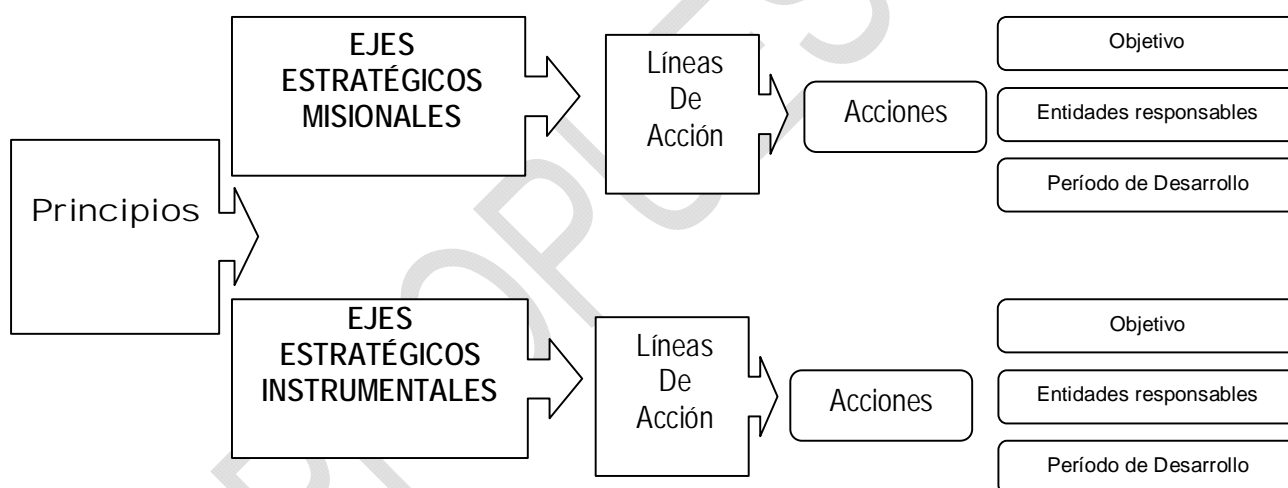 Principios
EJES
ESTRATÉGICOS
MISIONALES
Líneas
De
Acción
Acciones
Objetivo
Entidades responsables
Período de Desarrollo
EJES
ESTRATÉGICOS
INSTRUMENTALES
Líneas
De
Acción
Acciones
Objetivo
Entidades responsables
Período de Desarrollo